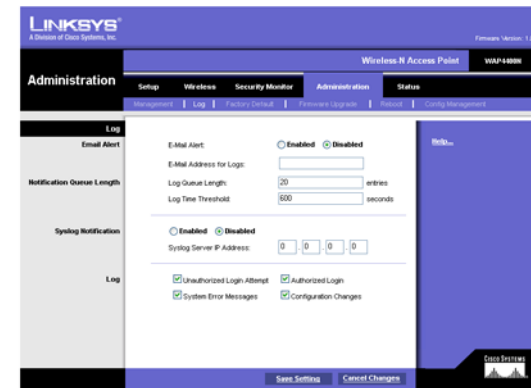 LINKSYS®
A Division of Cisco Systems, Inc.
Firmware Version: 1
Wireless-N Access Point WAP4400N
Administration
Setup Wireless Security Monitor Administration Status
Management | Log | Factory Default | Firmware Upgrade | Reboot | Config Management
Log
Email Alert E-Mail Alert: Enabled Disabled Help...
E-Mail Address for Logs:
Notification Queue Length Log Queue Length: 20 entries
Log Time Threshold: 600 seconds
Syslog Notification Enabled Disabled
Syslog Server IP Address: 0 . 0 . 0 . 0
Log Unauthorized Login Attempt Authorized Login
System Error Messages Configuration Changes
CISCO SYSTEMS
Save Setting Cancel Changes